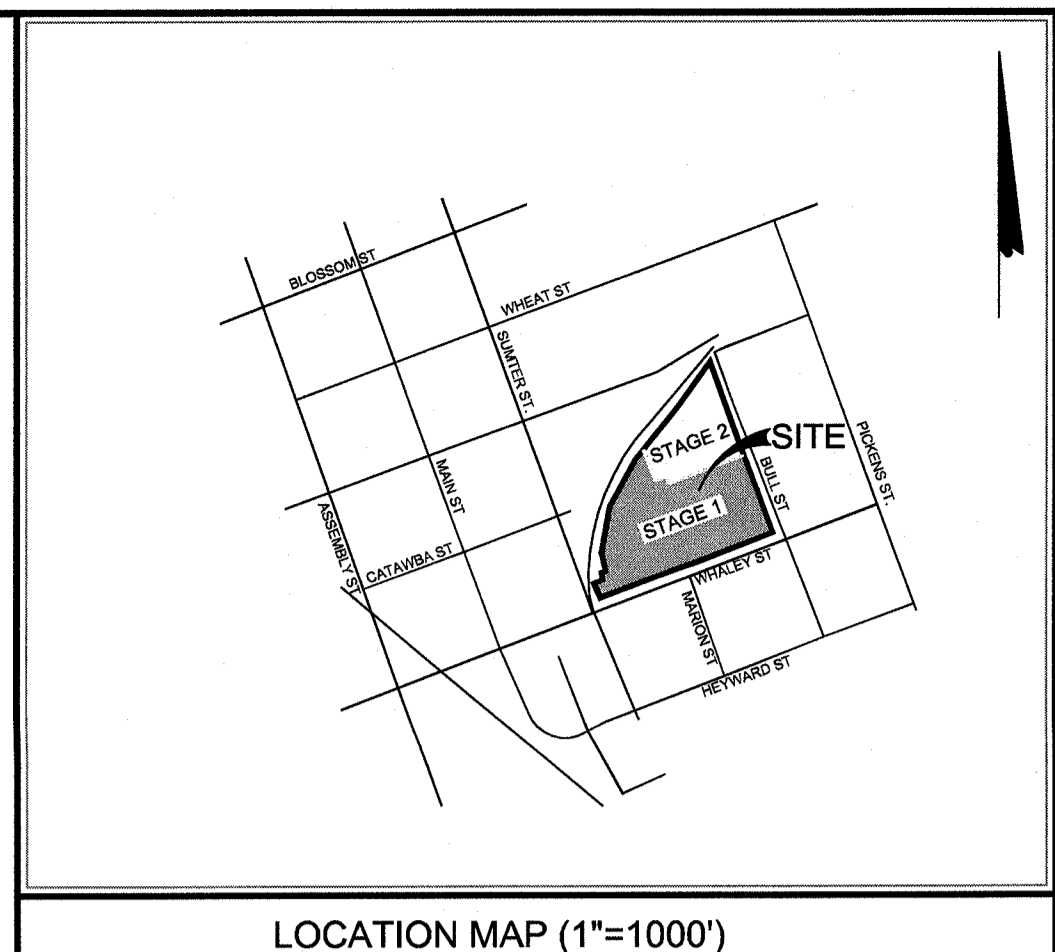 BLOSSOM ST
WHEAT ST
SUMTER ST.
STAGE 2
SITE
PICKENS ST.
BULL ST
MAIN ST
STAGE 1
ASSEMBLY ST
CATAWBA ST
WHALEY ST
MARION ST
HEYWARD ST
LOCATION MAP (1"=1000')